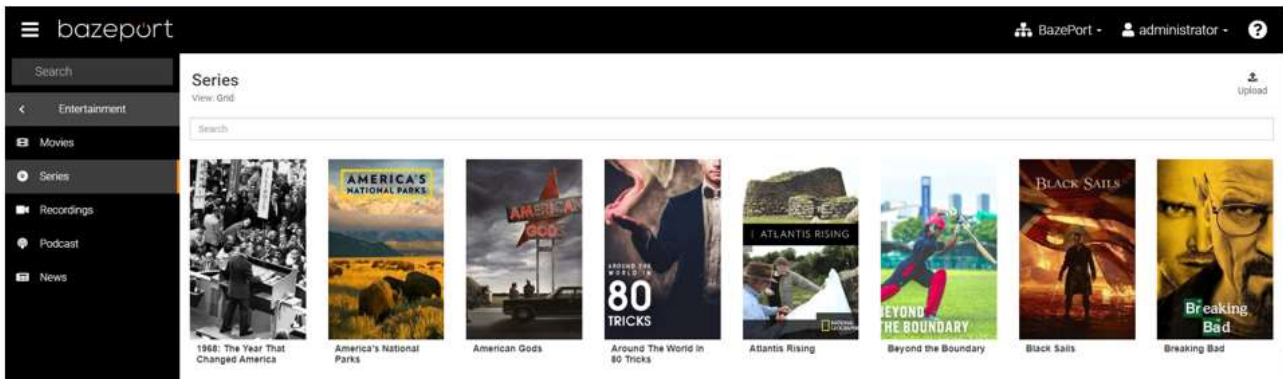 bazeport
BazePort
administrator
?
Search
Entertainment
Movies
Series
Recordings
Podcast
News
Series
View: Grid
Upload
Search
AMERICA'S
NATIONAL PARKS
AMERICAN
GODS
AROUND THE
WORLD IN
80
TRICKS
ATLANTIS RISING
NATIONAL
GEOGRAPHIC
BEYOND
THE BOUNDARY
BLACK SAILS
Breaking
Bad
1968: The Year That
Changed America
America's National
Parks
American Gods
Around The World In
80 Tricks
Atlantis Rising
Beyond the Boundary
Black Sails
Breaking Bad